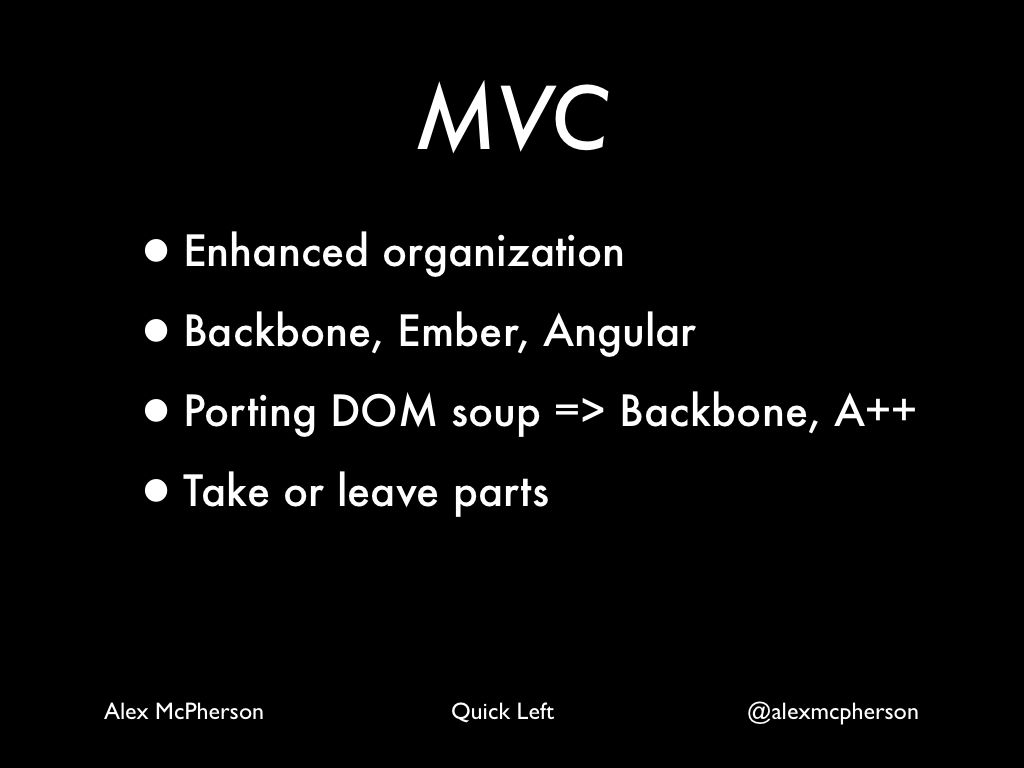 MVC
• Enhanced organization
• Backbone, Ember, Angular
• Porting DOM soup => Backbone, A++
• Take or leave parts
Alex McPherson Quick Left @alexmcpherson